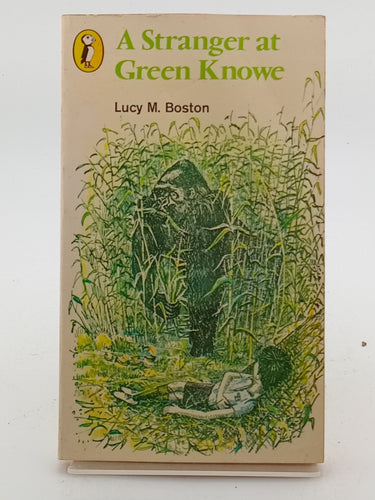 A Stranger at
Green Knowe
Lucy M. Boston